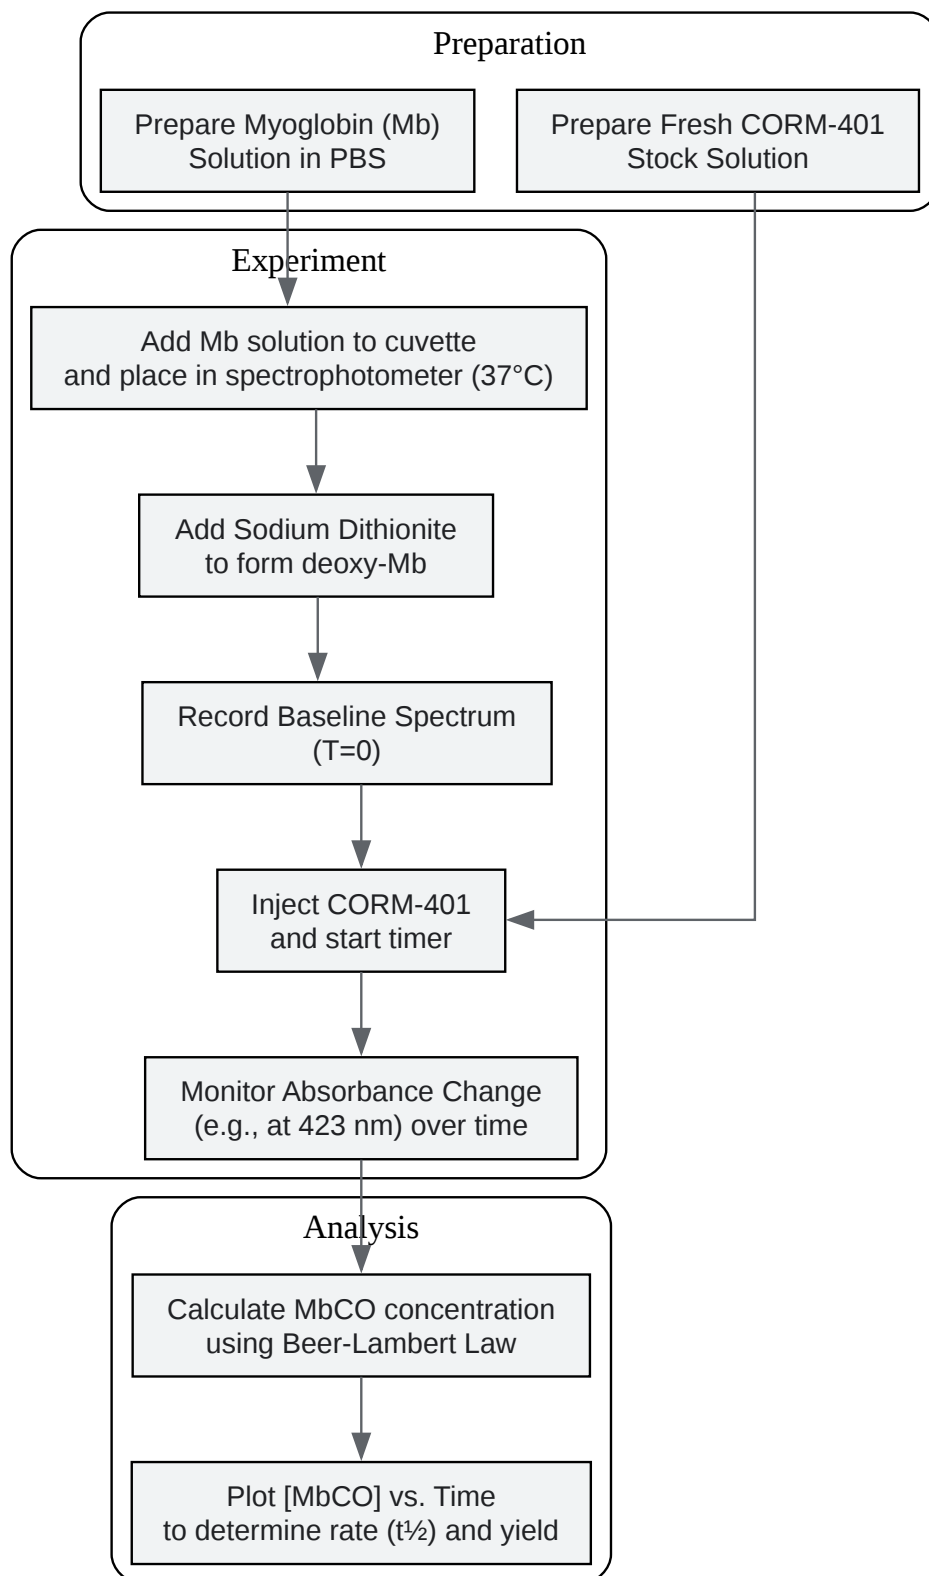 Preparation
Prepare Myoglobin (Mb)
Solution in PBS
Prepare Fresh CORM-401
Stock Solution
Experiment
Add Mb solution to cuvette
and place in spectrophotometer (37°C)
Add Sodium Dithionite
to form deoxy-Mb
Record Baseline Spectrum
(T=0)
Inject CORM-401
and start timer
Monitor Absorbance Change
(e.g., at 423 nm) over time
Analysis
Calculate MbCO concentration
using Beer-Lambert Law
Plot [MbCO] vs. Time
to determine rate (t½) and yield